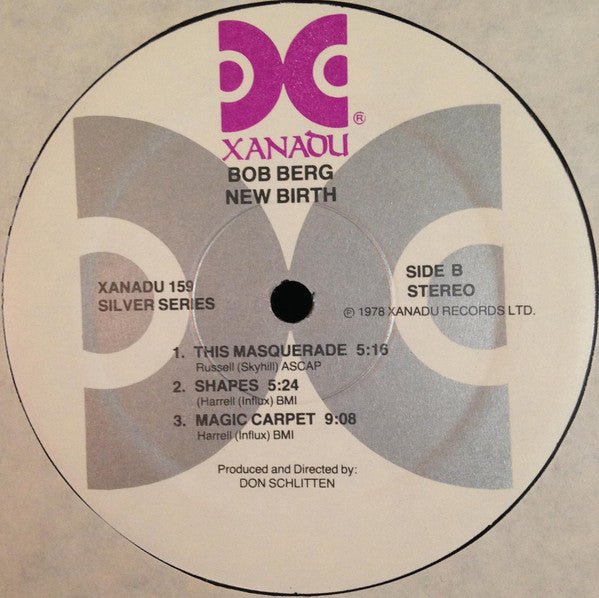 XANADU ®
BOB BERG
NEW BIRTH
XANADU 159
SILVER SERIES
SIDE B
STEREO
℗ 1978 XANADU RECORDS LTD.
1. THIS MASQUERADE 5:16
Russell (Skyhill) ASCAP
2. SHAPES 5:24
(Harrell (Influx) BMI
3. MAGIC CARPET 9:08
Harrell (Influx) BMI
Produced and Directed by:
DON SCHLITTEN